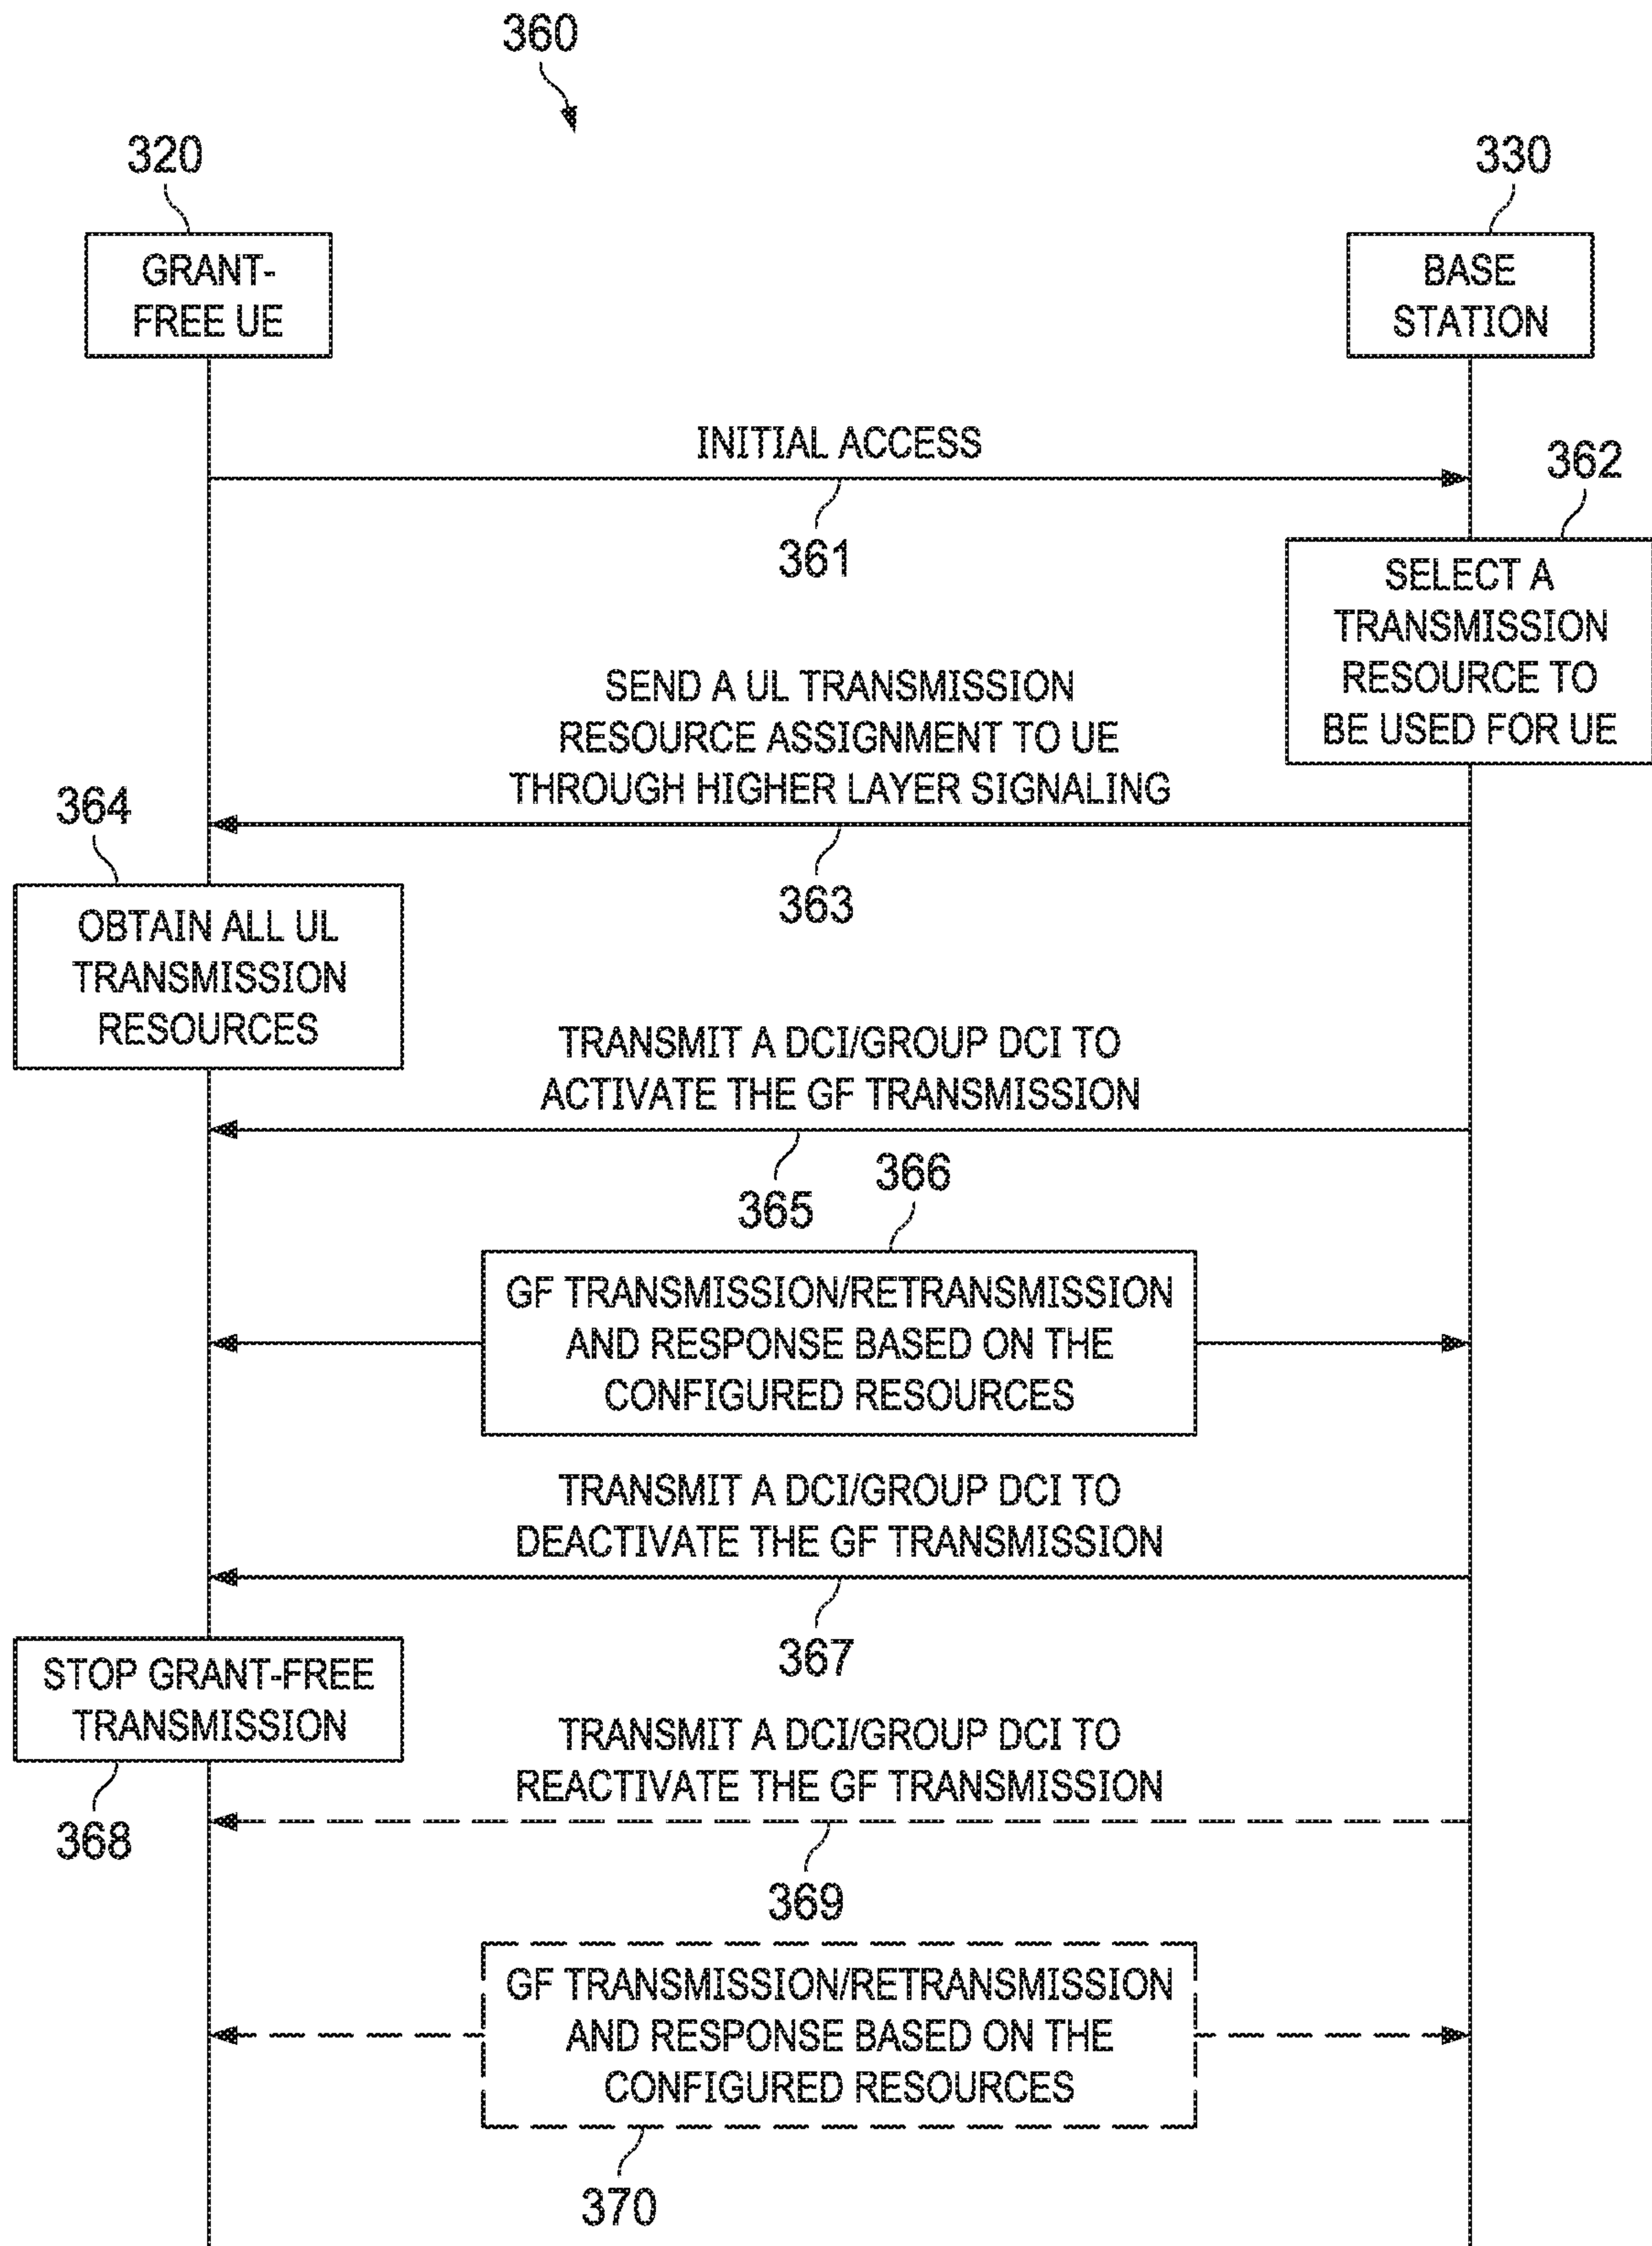 360
320
330
GRANT-
FREE UE
BASE
STATION
INITIAL ACCESS
361
362
SELECT A
TRANSMISSION
RESOURCE TO
BE USED FOR UE
SEND A UL TRANSMISSION
RESOURCE ASSIGNMENT TO UE
THROUGH HIGHER LAYER SIGNALING
363
364
OBTAIN ALL UL
TRANSMISSION
RESOURCES
TRANSMIT A DCI/GROUP DCI TO
ACTIVATE THE GF TRANSMISSION
365
366
GF TRANSMISSION/RETRANSMISSION
AND RESPONSE BASED ON THE
CONFIGURED RESOURCES
TRANSMIT A DCI/GROUP DCI TO
DEACTIVATE THE GF TRANSMISSION
367
STOP GRANT-FREE
TRANSMISSION
368
TRANSMIT A DCI/GROUP DCI TO
REACTIVATE THE GF TRANSMISSION
369
GF TRANSMISSION/RETRANSMISSION
AND RESPONSE BASED ON THE
CONFIGURED RESOURCES
370